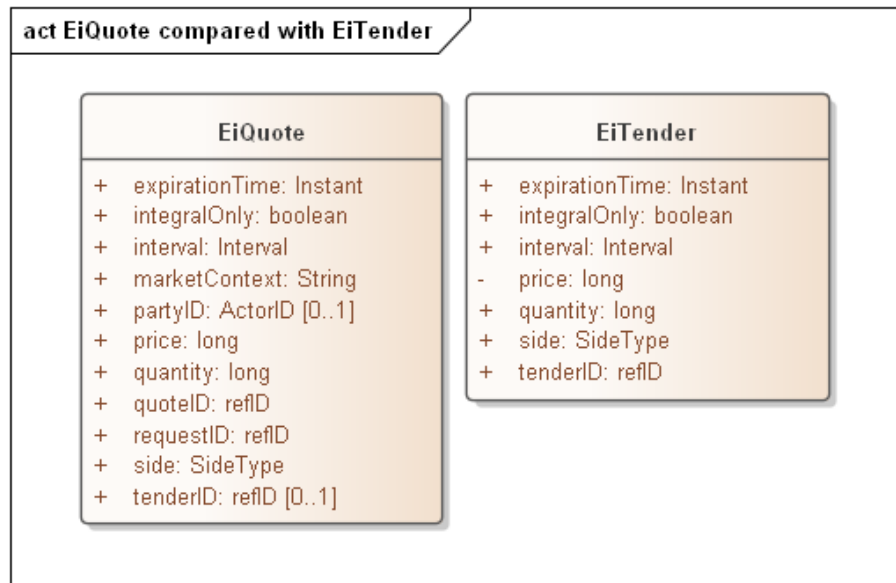 act EiQuote compared with EiTender
EiQuote
+ expirationTime: Instant
+ integralOnly: boolean
+ interval: Interval
+ marketContext: String
+ partyID: ActorID [0..1]
+ price: long
+ quantity: long
+ quoteID: refID
+ requestID: refID
+ side: SideType
+ tenderID: refID [0..1]
EiTender
+ expirationTime: Instant
+ integralOnly: boolean
+ interval: Interval
- price: long
+ quantity: long
+ side: SideType
+ tenderID: refID